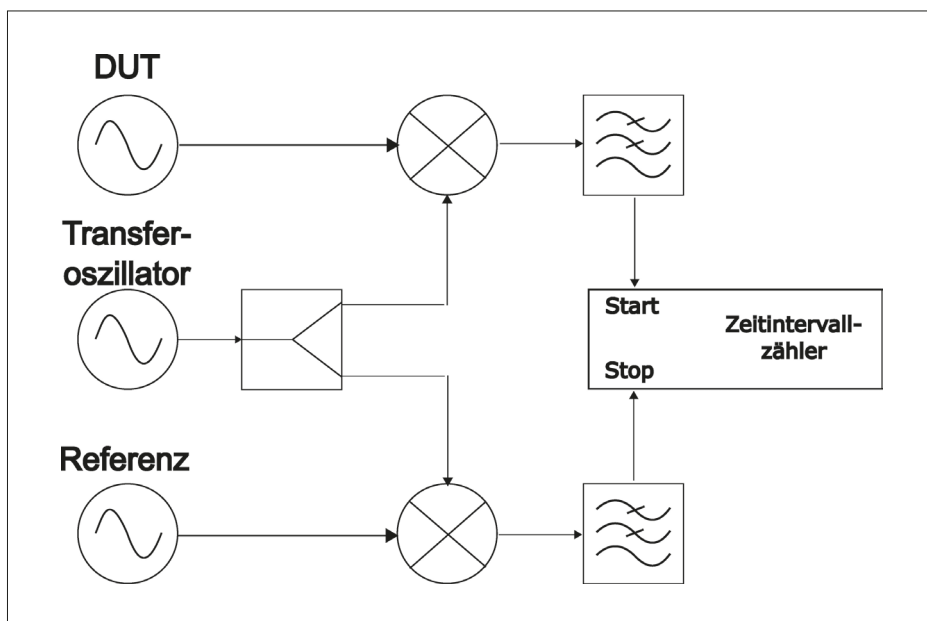 DUT
Transfer-
oszillator
Start
Zeitintervall-
zähler
Stop
Referenz